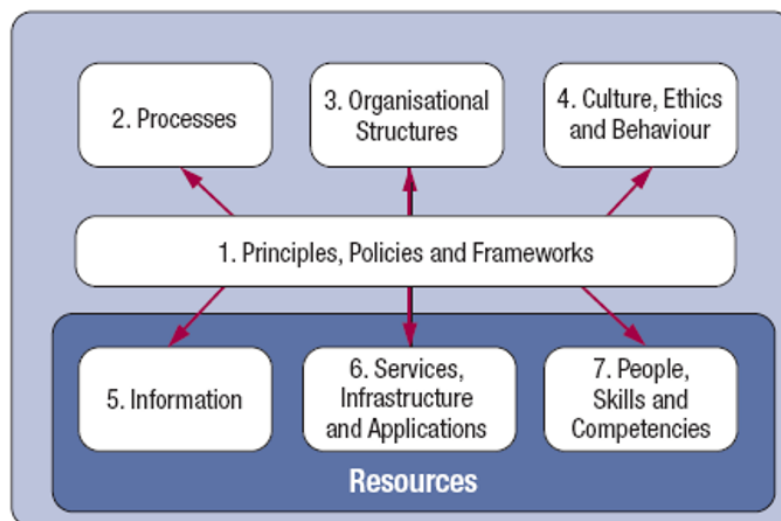 2. Processes
3. Organisational
Structures
4. Culture, Ethics
and Behaviour
1. Principles, Policies and Frameworks
5. Information
6. Services,
Infrastructure
and Applications
7. People,
Skills and
Competencies
Resources